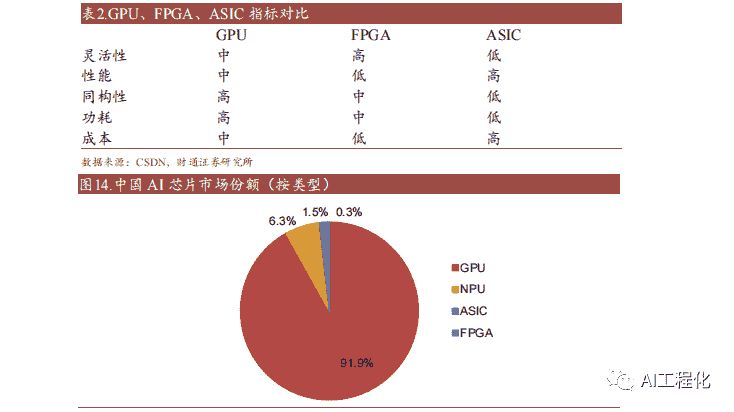 表2.GPU、FPGA、ASIC 指标对比
GPU FPGA ASIC
灵活性 中 高 低
性能 中 低 高
同构性 高 中 低
功耗 高 中 低
成本 中 低 高
数据来源：CSDN，财通证券研究所
图14.中国 AI 芯片市场份额（按类型）
6.3% 1.5% 0.3%
91.9%
GPU
NPU
ASIC
FPGA
AI工程化